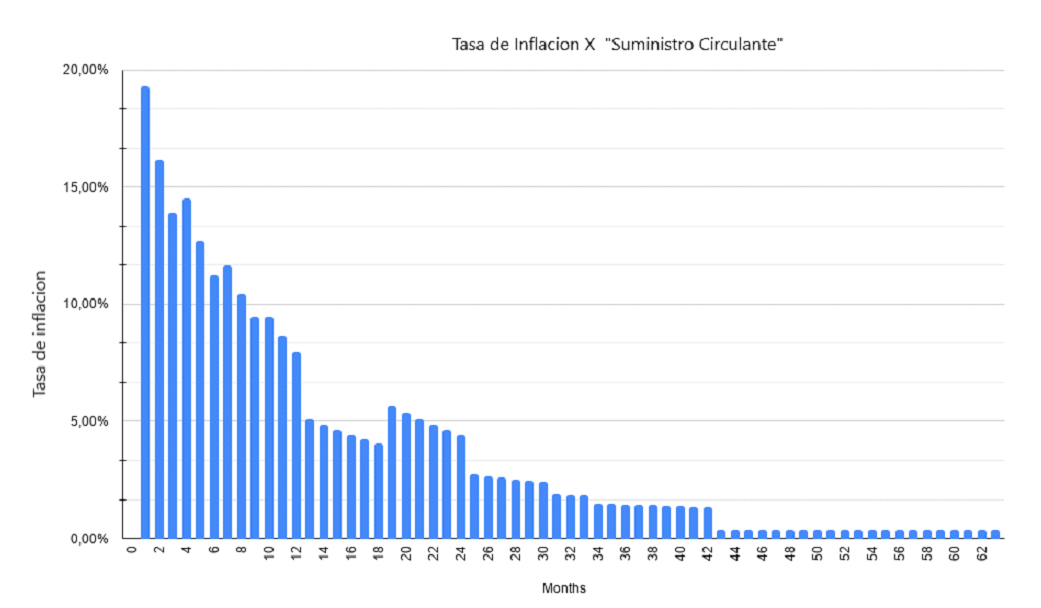 Tasa de Inflacion X "Suministro Circulante"
20,00%
15,00%
10,00%
5,00%
0,00%
Tasa de inflacion
0 2 4 6 8 10 12 14 16 18 20 22 24 26 28 30 32 34 36 38 40 42 44 46 48 50 52 54 56 58 60 62
Months